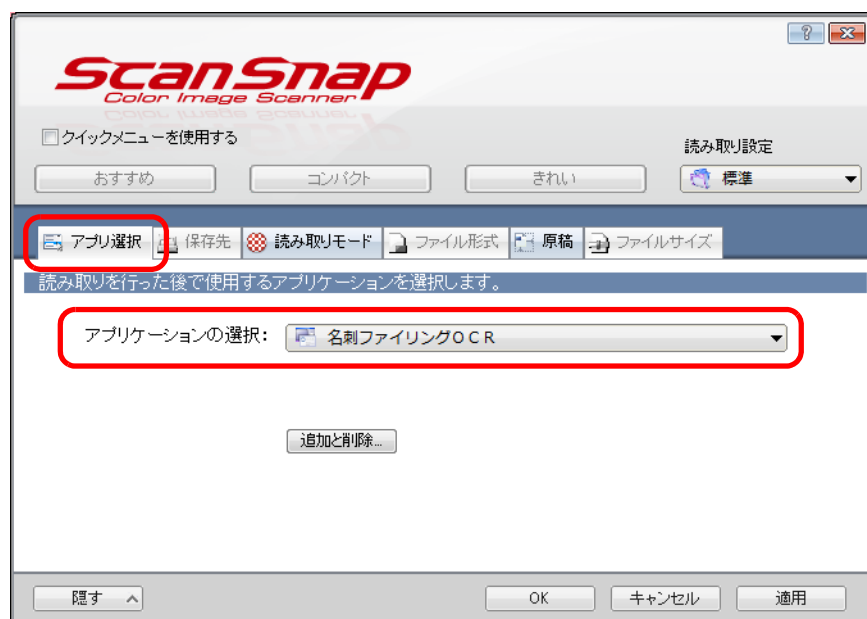 ScanSnap
Color Image Scanner
クイックメニューを使用する
読み取り設定
おすすめ コンパクト きれい 標準
アプリ選択 保存先 読み取りモード ファイル形式 原稿 ファイルサイズ
読み取りを行った後で使用するアプリケーションを選択します。
アプリケーションの選択: 名刺ファイリングOCR
追加と削除...
隠す OK キャンセル 適用